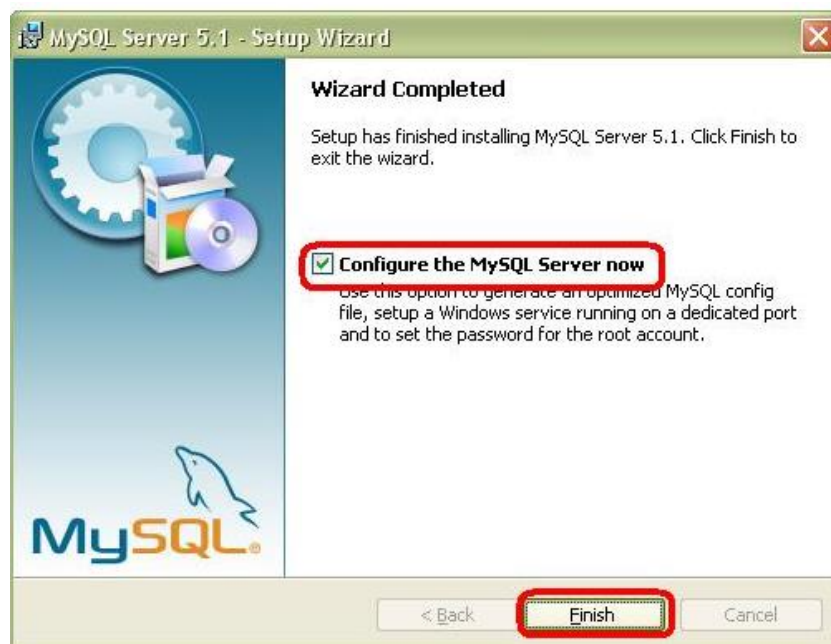 MySQL Server 5.1 - Setup Wizard
Wizard Completed
Setup has finished installing MySQL Server 5.1. Click Finish to
exit the wizard.
Configure the MySQL Server now
Use this option to generate an optimized MySQL config
file, setup a Windows service running on a dedicated port
and to set the password for the root account.
MySQL®
< Back
Finish
Cancel